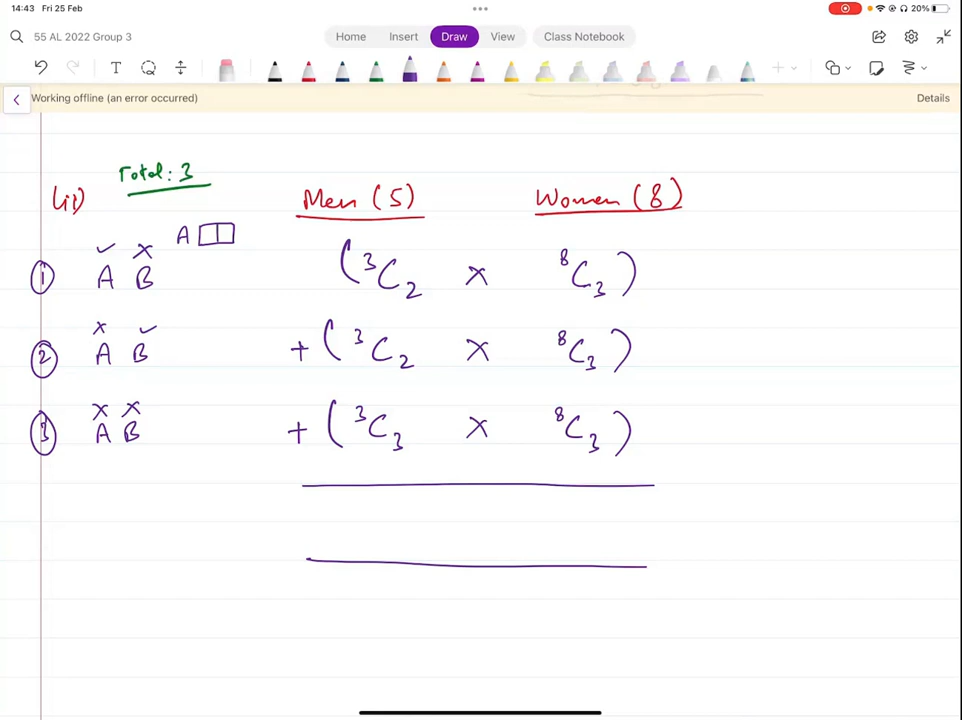 14:43 Fri 25 Feb
20%
55 AL 2022 Group 3
Home Insert Draw View Class Notebook
T
Working offline (an error occurred)
Details
Total: 3
(ii) Men (5) Women (8)
A
✓ ×
① A B (³C₂ × ⁸C₃)
× ✓
② A B + (³C₂ × ⁸C₃)
× ×
③ A B + (³C₃ × ⁸C₃)